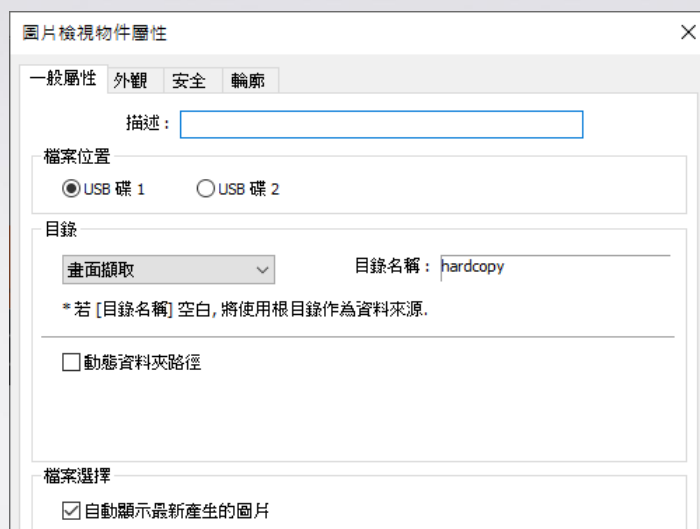 圖片檢視物件屬性
一般屬性 外觀 安全 輪廓
描述：
檔案位置
USB 碟 1 USB 碟 2
目錄
畫面擷取 目錄名稱： hardcopy
* 若 [目錄名稱] 空白, 將使用根目錄作為資料來源.
動態資料夾路徑
檔案選擇
自動顯示最新產生的圖片